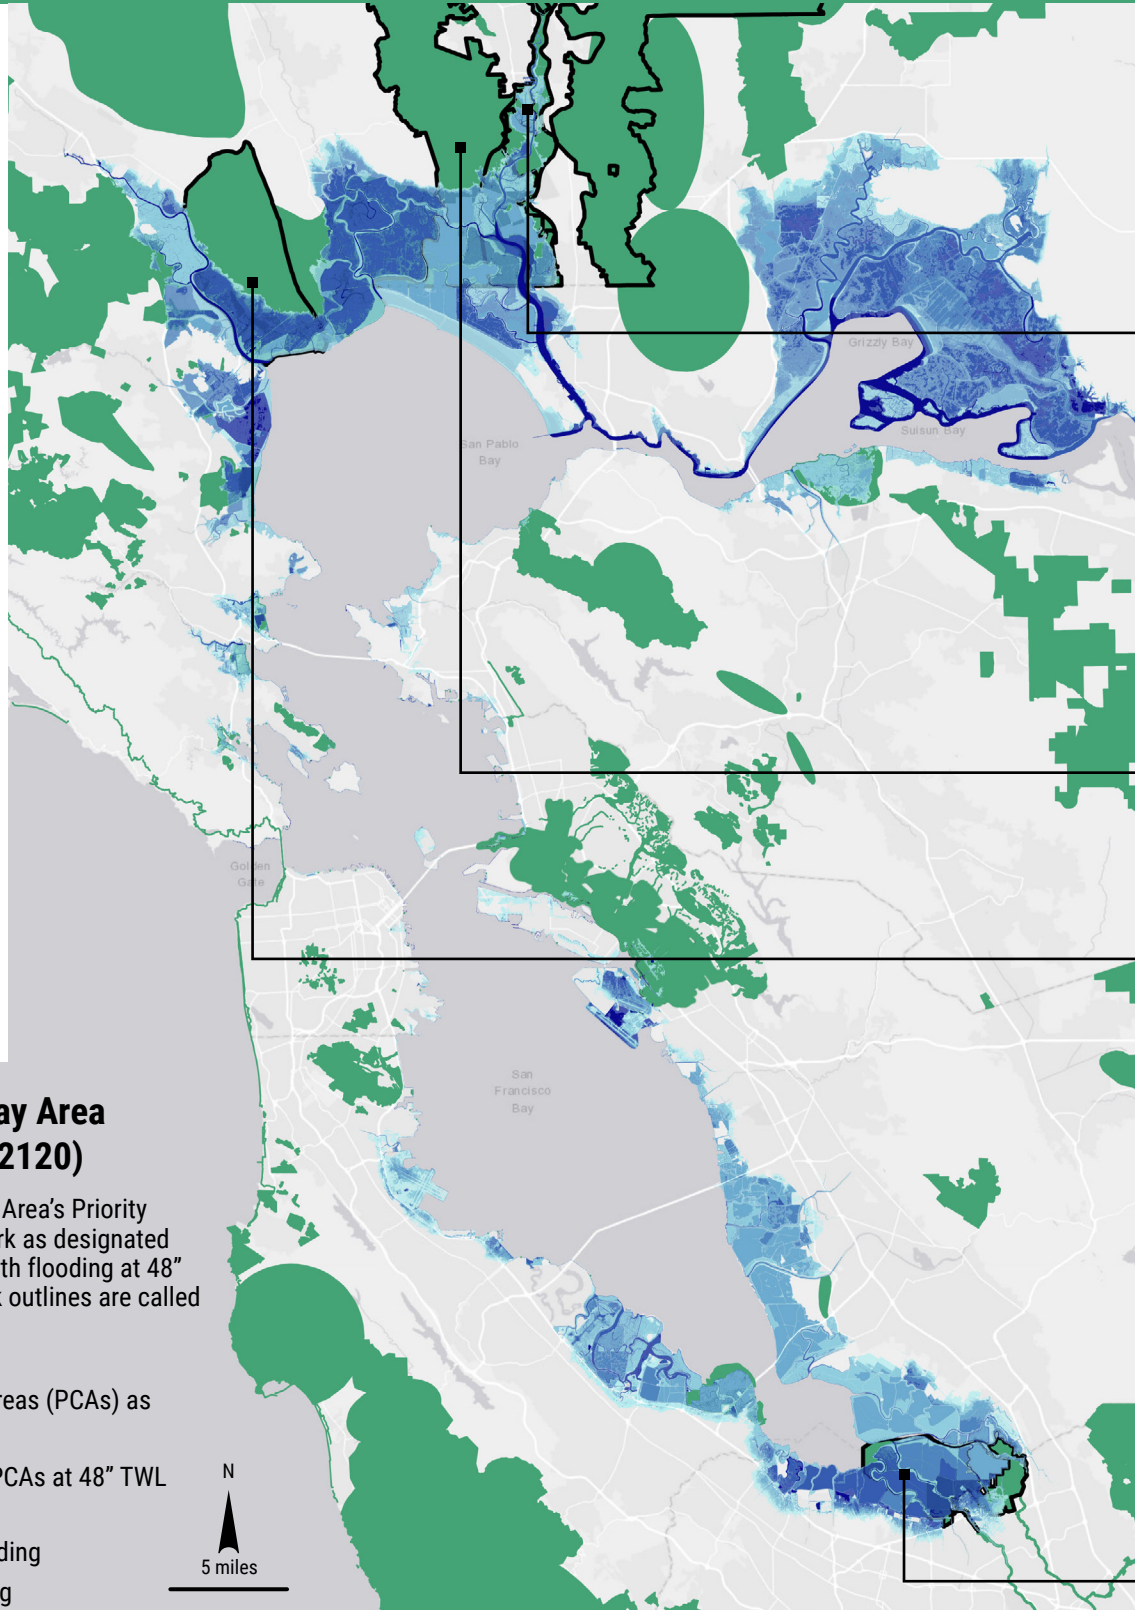 Grizzly Bay
Suisun Bay
San Pablo
Bay
Golden
Gate
San
Francisco
Bay
ay Area
2120)
Area’s Priority
rk as designated
th flooding at 48”
k outlines are called
reas (PCAs) as
PCAs at 48” TWL
N
ding
5 miles
g